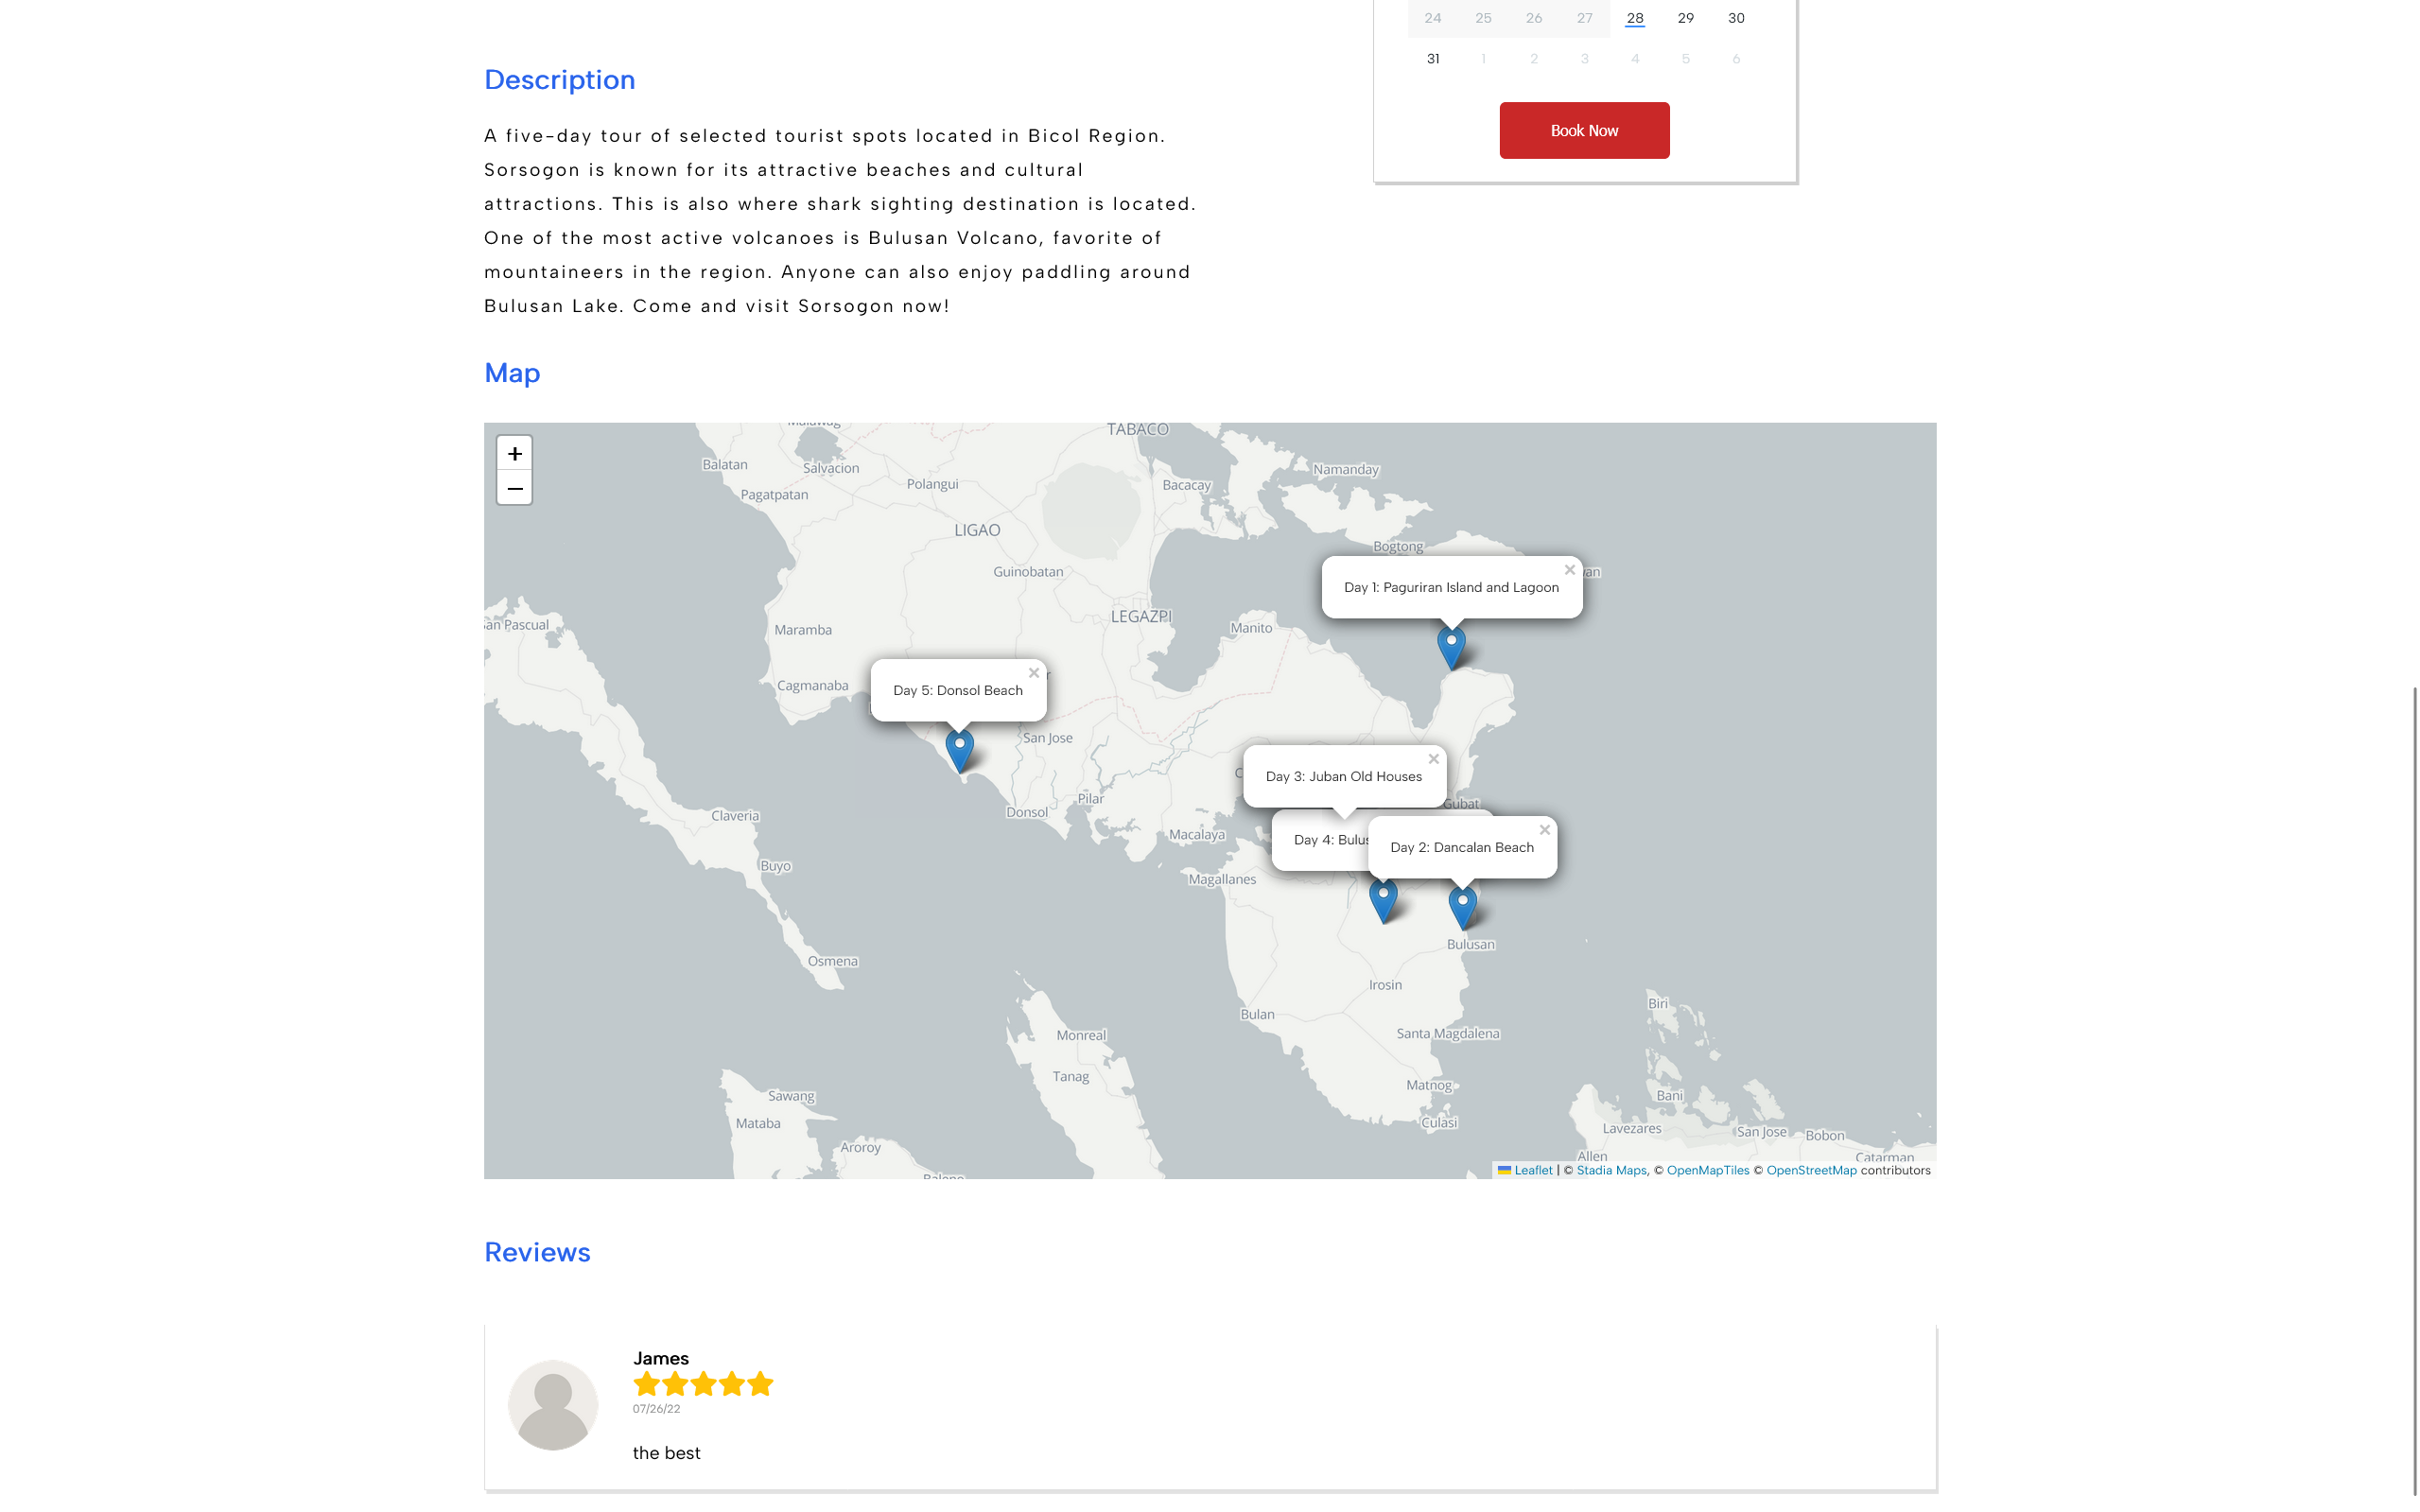 24 25 26 27 28 29 30
31 1 2 3 4 5 6
Book Now
Description
A five-day tour of selected tourist spots located in Bicol Region.
Sorsogon is known for its attractive beaches and cultural
attractions. This is also where shark sighting destination is located.
One of the most active volcanoes is Bulusan Volcano, favorite of
mountaineers in the region. Anyone can also enjoy paddling around
Bulusan Lake. Come and visit Sorsogon now!
Map
+
−
TABACO
Balatan
Salvacion
Namanday
Polangui
Bacacay
Pagatpatan
LIGAO
Bogtong
Guinobatan
Day 1: Paguriran Island and Lagoon
×
LEGAZPI
Manito
Maramba
San Pascual
Cagmanaba
Day 5: Donsol Beach
×
San Jose
Day 3: Juban Old Houses
×
Pilar
Gubat
Donsol
Claveria
Macalaya
Day 4:
Day 2: Dancalan Beach
×
Buyo
Magallanes
Bulusan
Osmena
Irosin
Biri
Bulan
Santa Magdalena
Monreal
Tanag
Matnog
Sawang
Bani
Mataba
Culasi
Lavezares
San Jose
Bobon
Aroroy
Allen
Catarman
Leaflet | © Stadia Maps, © OpenMapTiles © OpenStreetMap contributors
Reviews
James
07/26/22
the best